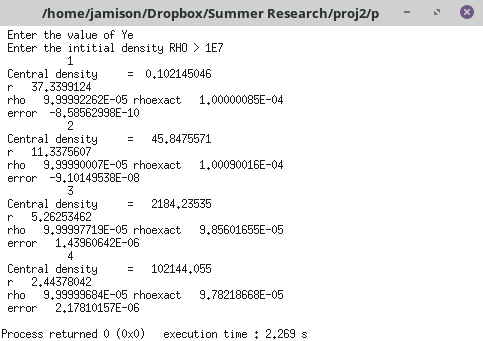 /home/jamison/Dropbox/Summer Research/proj2/p
Enter the value of Ye
Enter the intitial density RHO > 1E7
1
Central density = 0.102145046
r 37.3399124
rho 9.99992262E-05 rhoexact 1.00000085E-04
error -8.58562998E-10
2
Central density = 45.8475571
r 11.3375607
rho 9.99990007E-05 rhoexact 1.00090016E-04
error -9.10149538E-08
3
Central density = 2184.23535
r 5.26253462
rho 9.99997719E-05 rhoexact 9.85601655E-05
error 1.43960642E-06
4
Central density = 102144.055
r 2.44378042
rho 9.99999684E-05 rhoexact 9.78218668E-05
error 2.17810157E-06
Process returned 0 (0x0) execution time : 2.269 s